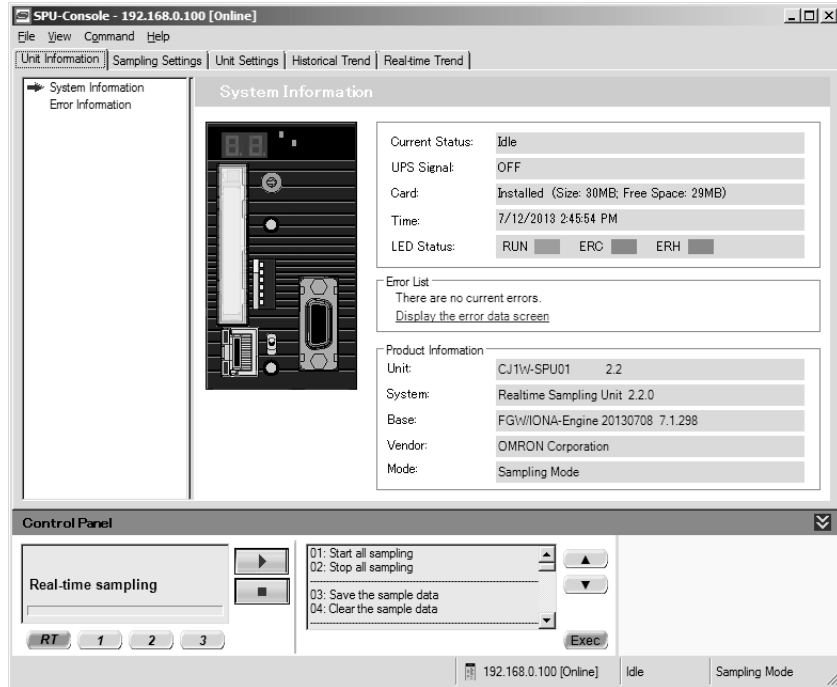 SPU-Console - 192.168.0.100 [Online]
File View Command Help
Unit Information Sampling Settings Unit Settings Historical Trend Real-time Trend
System Information
Error Information
System Information
8.8.
Current Status: Idle
UPS Signal: OFF
Card: Installed (Size: 30MB; Free Space: 29MB)
Time: 7/12/2013 2:45:54 PM
LED Status: RUN ERC ERH
Error List
There are no current errors.
Display the error data screen
Product Information
Unit: CJ1W-SPU01 2.2
System: Realtime Sampling Unit 2.2.0
Base: FGW/IONA-Engine 20130708 7.1.298
Vendor: OMRON Corporation
Mode: Sampling Mode
Control Panel
Real-time sampling
RT 1 2 3
01: Start all sampling
02: Stop all sampling
03: Save the sample data
04: Clear the sample data
Exec
192.168.0.100 [Online] Idle Sampling Mode